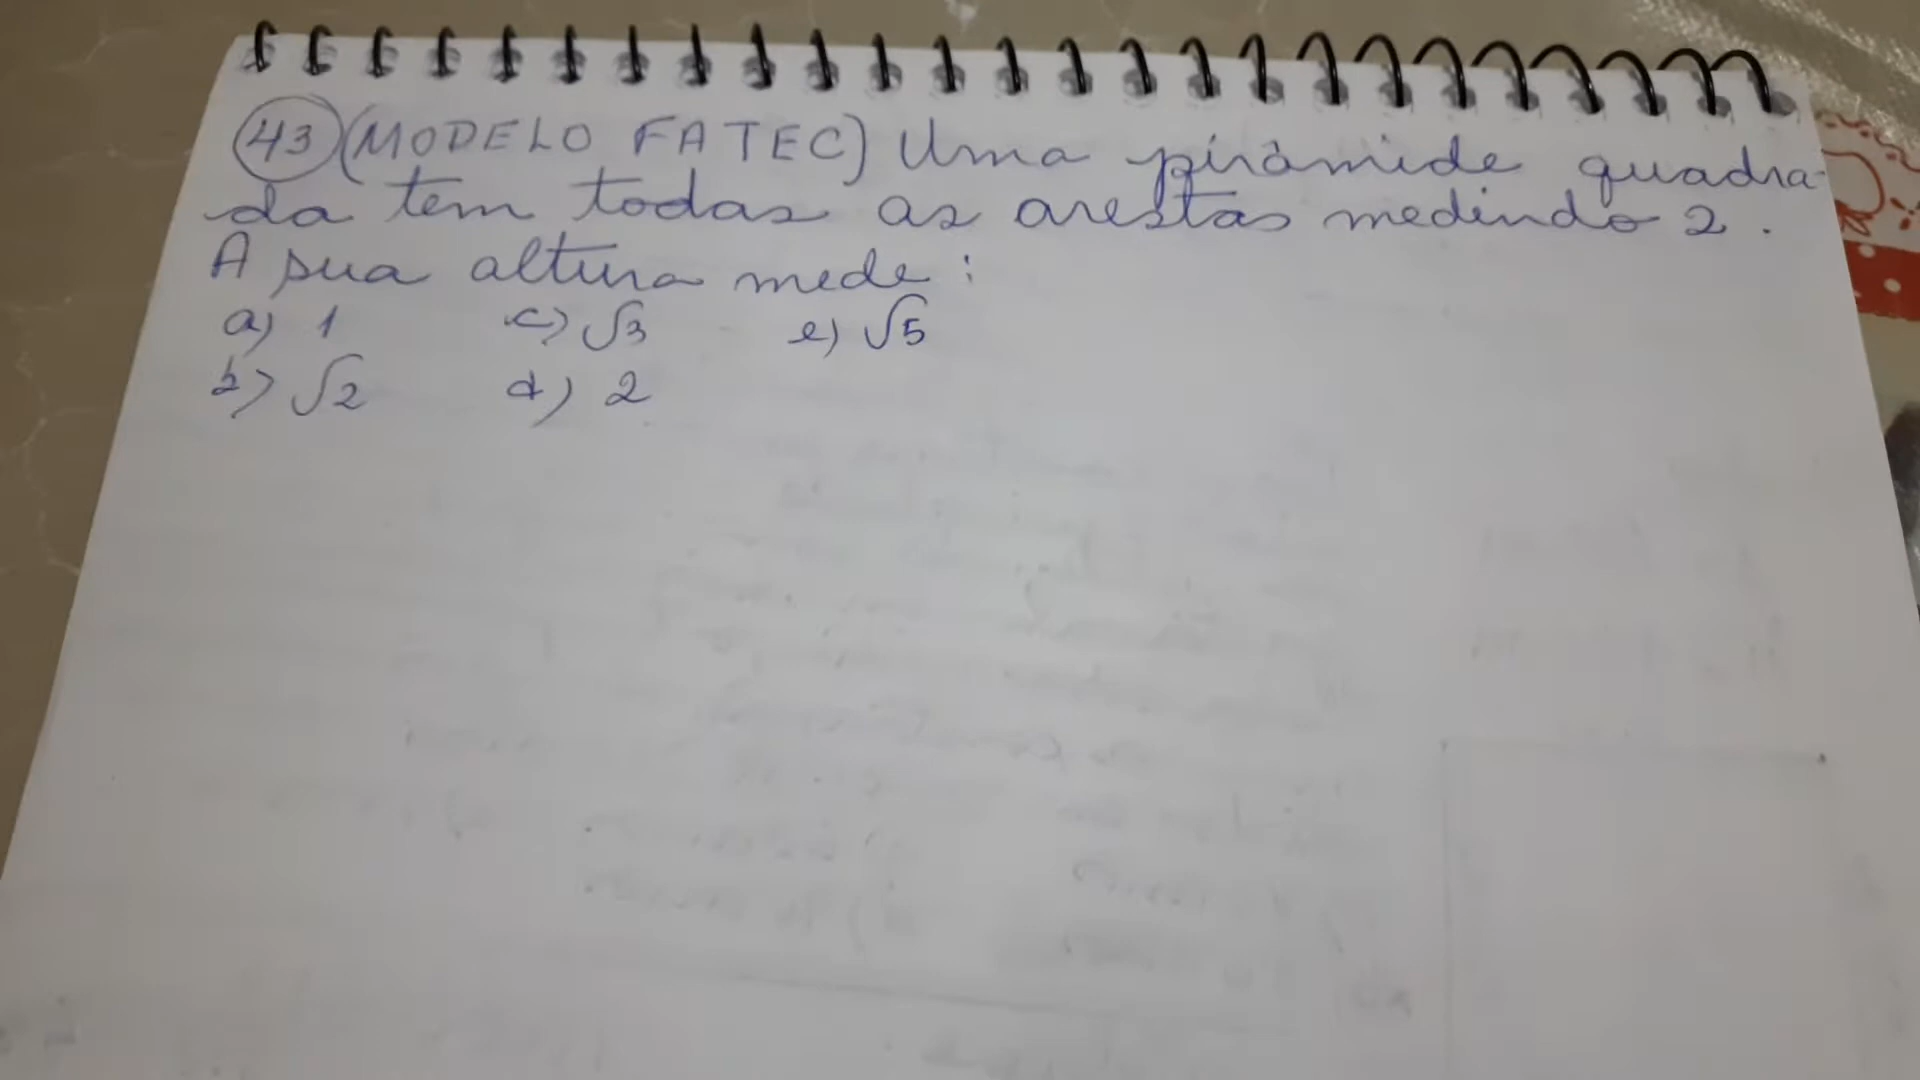 43 (MODELO FATEC) Uma pirâmide quadra-
da tem todas as arestas medindo 2.
A sua altura mede:
a) 1 c) √3 e) √5
b) √2 d) 2